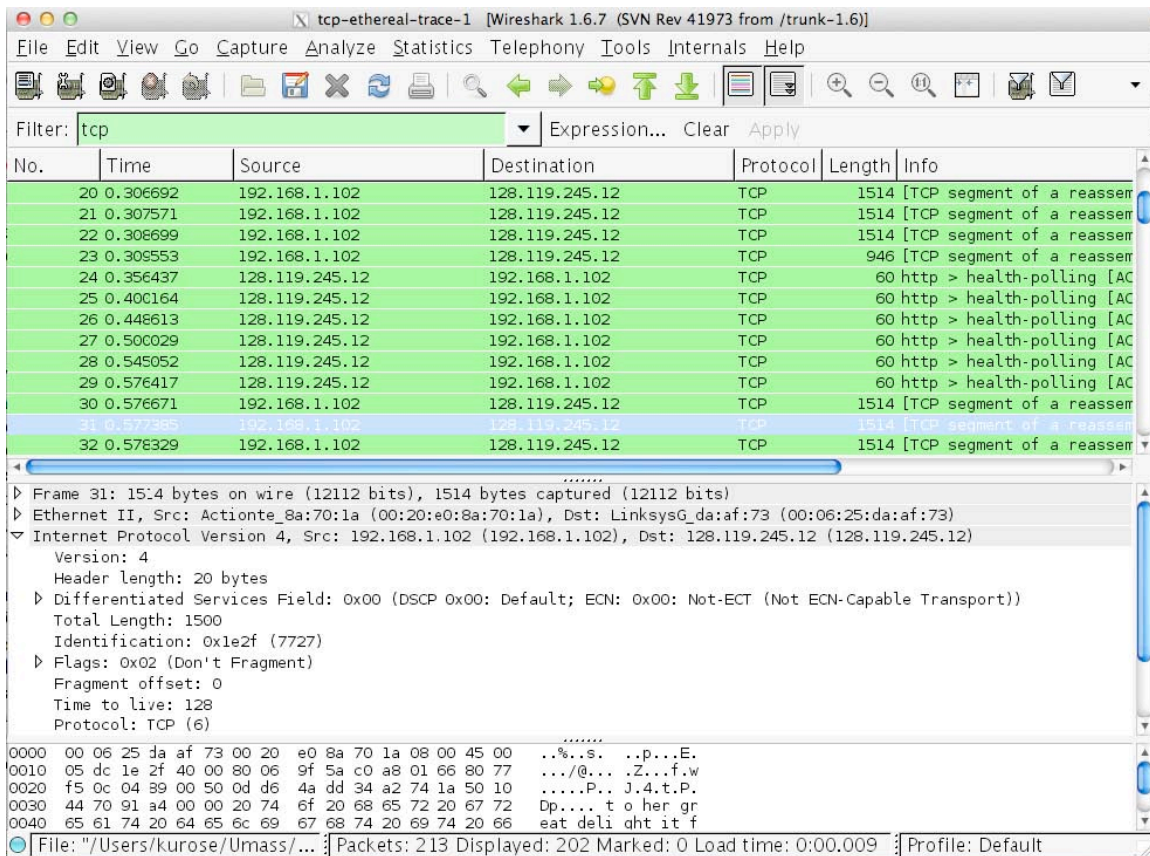 tcp-ethereal-trace-1 [Wireshark 1.6.7 (SVN Rev 41973 from /trunk-1.6)]
File Edit View Go Capture Analyze Statistics Telephony Tools Internals Help
Filter: tcp Expression... Clear Apply
No. Time Source Destination Protocol Length Info
20 0.306692 192.168.1.102 128.119.245.12 TCP 1514 [TCP segment of a reassem
21 0.307571 192.168.1.102 128.119.245.12 TCP 1514 [TCP segment of a reassem
22 0.308699 192.168.1.102 128.119.245.12 TCP 1514 [TCP segment of a reassem
23 0.309553 192.168.1.102 128.119.245.12 TCP 946 [TCP segment of a reassem
24 0.356437 128.119.245.12 192.168.1.102 TCP 60 http > health-polling [AC
25 0.400164 128.119.245.12 192.168.1.102 TCP 60 http > health-polling [AC
26 0.448613 128.119.245.12 192.168.1.102 TCP 60 http > health-polling [AC
27 0.500029 128.119.245.12 192.168.1.102 TCP 60 http > health-polling [AC
28 0.545052 128.119.245.12 192.168.1.102 TCP 60 http > health-polling [AC
29 0.576417 128.119.245.12 192.168.1.102 TCP 60 http > health-polling [AC
30 0.576671 192.168.1.102 128.119.245.12 TCP 1514 [TCP segment of a reassem
31 0.577385 192.168.1.102 128.119.245.12 TCP 1514 [TCP segment of a reassem
32 0.578329 192.168.1.102 128.119.245.12 TCP 1514 [TCP segment of a reassem
Frame 31: 1514 bytes on wire (12112 bits), 1514 bytes captured (12112 bits)
Ethernet II, Src: Actionte_8a:70:1a (00:20:e0:8a:70:1a), Dst: LinksysG_da:af:73 (00:06:25:da:af:73)
Internet Protocol Version 4, Src: 192.168.1.102 (192.168.1.102), Dst: 128.119.245.12 (128.119.245.12)
Version: 4
Header length: 20 bytes
Differentiated Services Field: 0x00 (DSCP 0x00: Default; ECN: 0x00: Not-ECT (Not ECN-Capable Transport))
Total Length: 1500
Identification: 0x1e2f (7727)
Flags: 0x02 (Don't Fragment)
Fragment offset: 0
Time to live: 128
Protocol: TCP (6)
0000 00 06 25 da af 73 00 20 e0 8a 70 1a 08 00 45 00 ..%..s. ..p...E.
0010 05 dc 1e 2f 40 00 80 06 9f 5a c0 a8 01 66 80 77 .../@... .Z...f.w
0020 f5 0c 04 89 00 50 0d d6 4a dd 34 a2 74 1a 50 10 .....P.. J.4.t.P.
0030 44 70 91 a4 00 00 20 74 6f 20 68 65 72 20 67 72 Dp.... t o her gr
0040 65 61 74 20 64 65 6c 69 67 68 74 20 69 74 20 66 eat deli ght it f
File: "/Users/kurose/Umass/... Packets: 213 Displayed: 202 Marked: 0 Load time: 0:00.009 Profile: Default